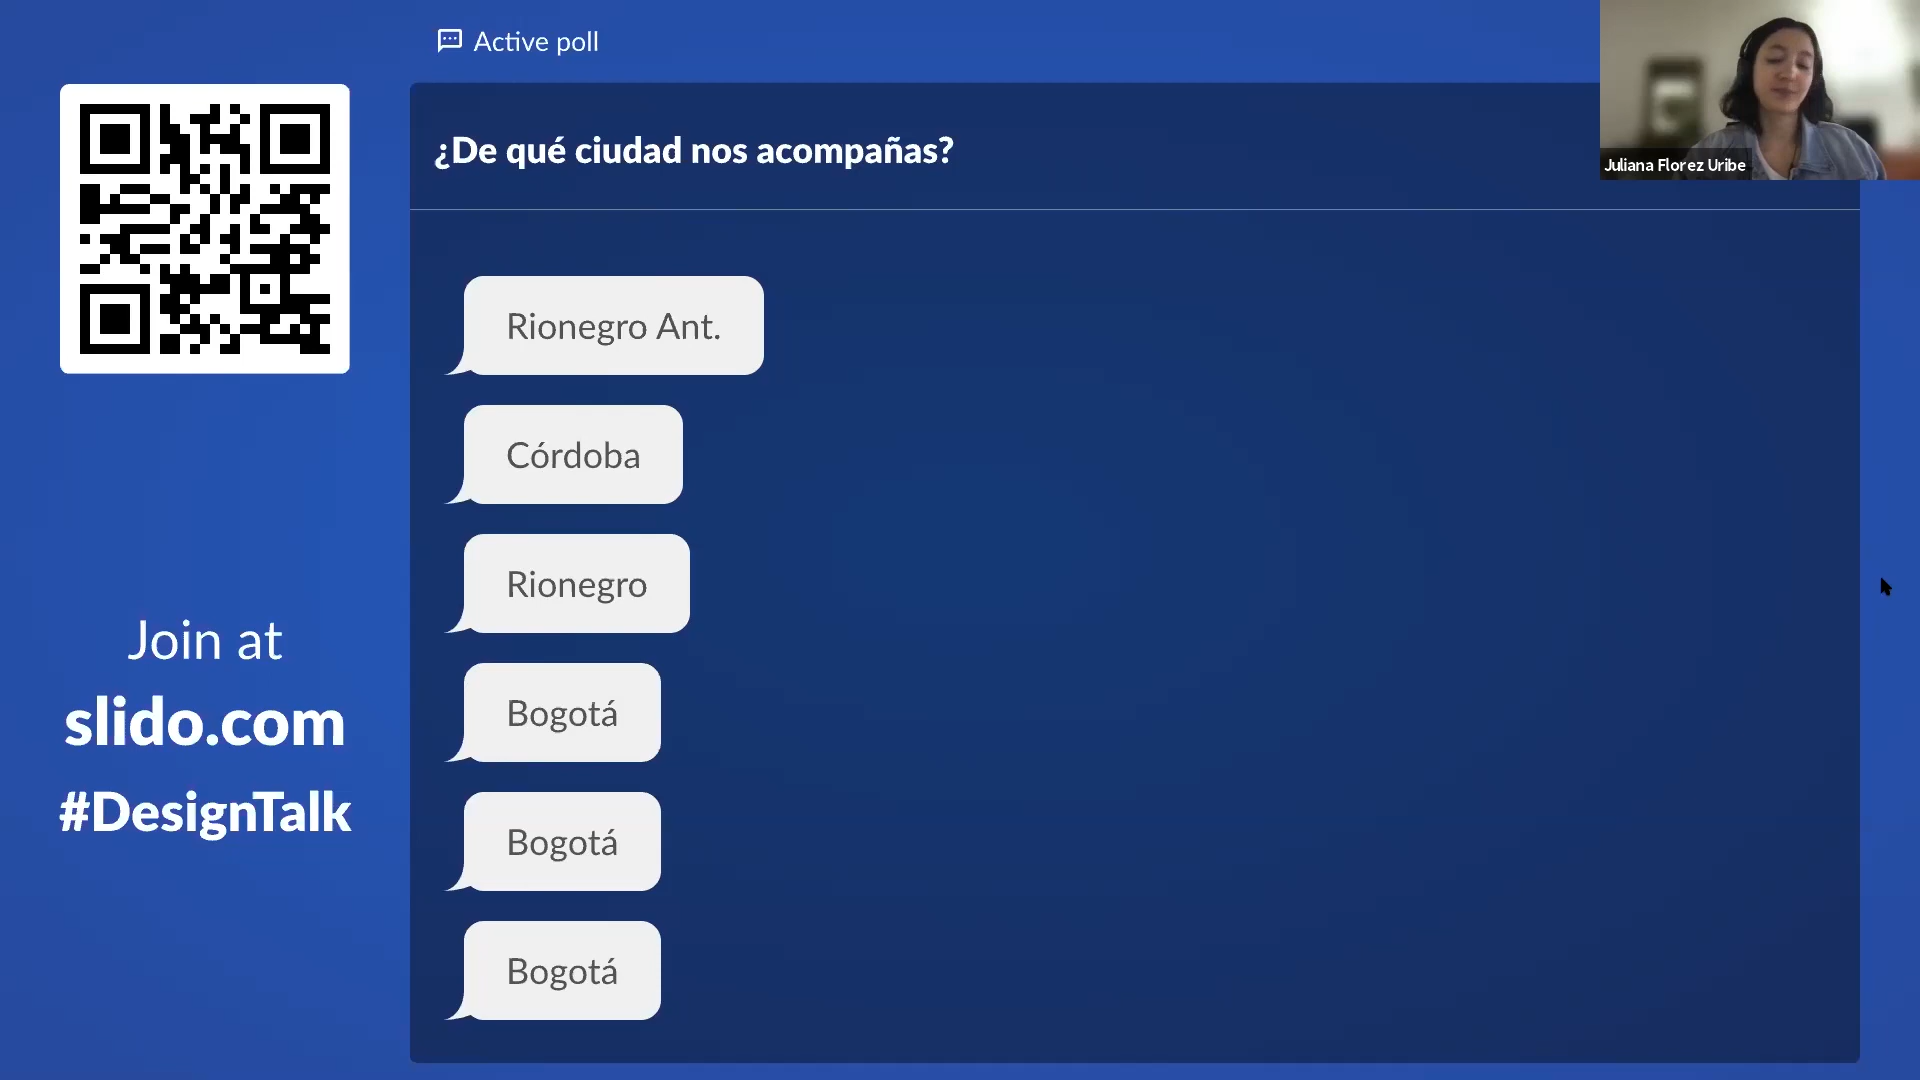 Active poll
¿De qué ciudad nos acompañas?
Juliana Florez Uribe
Rionegro Ant.
Córdoba
Rionegro
Bogotá
Bogotá
Bogotá
Join at
slido.com
#DesignTalk